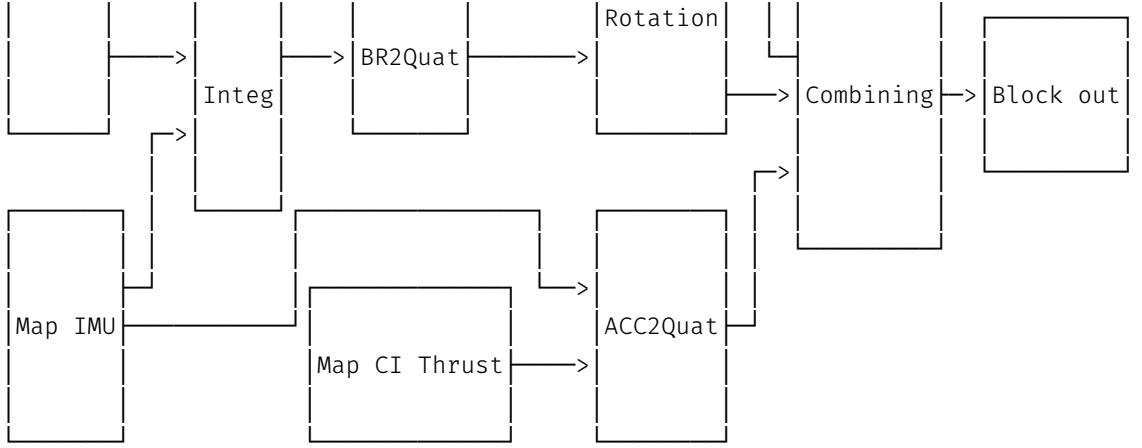 Rotation
BR2Quat
Integ
Combining
Block out
Map IMU
ACC2Quat
Map CI Thrust